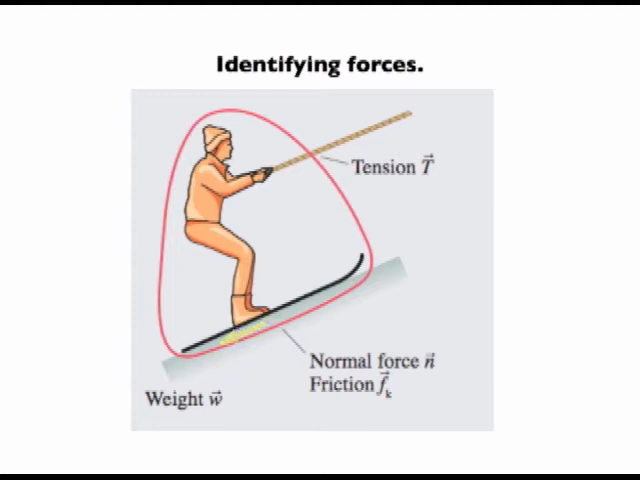 Identifying forces.
Tension T⃗
Normal force n⃗
Friction f⃗ₖ
Weight w⃗